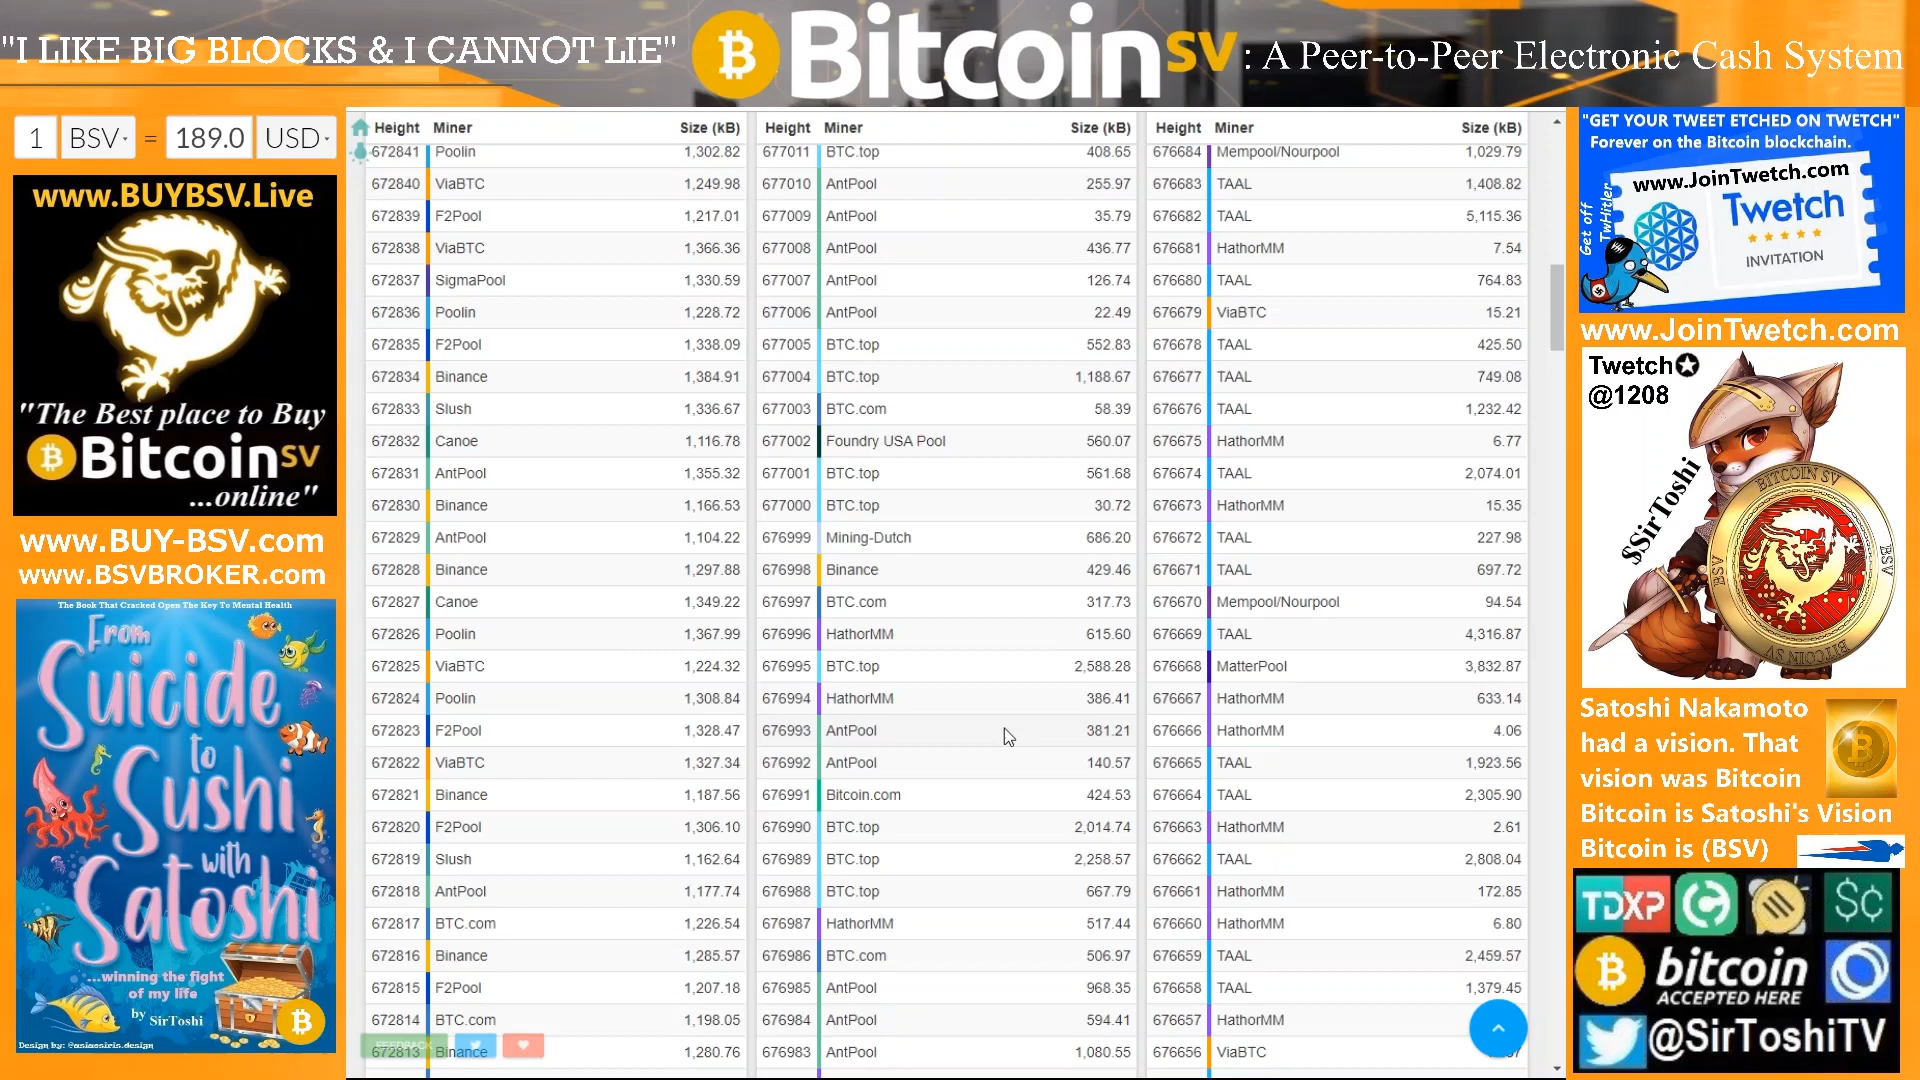 "I LIKE BIG BLOCKS & I CANNOT LIE"
Bitcoin SV : A Peer-to-Peer Electronic Cash System
1 BSV = 189.0 USD
www.BUYBSV.Live
"The Best place to Buy
Bitcoin SV
...online"
www.BUY-BSV.com
www.BSVBROKER.com
The Book That Cracked Open The Key To Mental Health
From
Suicide
to
Sushi
with
Satoshi
...winning the fight
of my life
by SirToshi
Design by: @asiaosiris.design
Height Miner Size (kB) Height Miner Size (kB) Height Miner Size (kB)
672841 Poolin 1,302.82 677011 BTC.top 408.65 676684 Mempool/Nourpool 1,029.79
672840 ViaBTC 1,249.98 677010 AntPool 255.97 676683 TAAL 1,408.82
672839 F2Pool 1,217.01 677009 AntPool 35.79 676682 TAAL 5,115.36
672838 ViaBTC 1,366.36 677008 AntPool 436.77 676681 HathorMM 7.54
672837 SigmaPool 1,330.59 677007 AntPool 126.74 676680 TAAL 764.83
672836 Poolin 1,228.72 677006 AntPool 22.49 676679 ViaBTC 15.21
672835 F2Pool 1,338.09 677005 BTC.top 552.83 676678 TAAL 425.50
672834 Binance 1,384.91 677004 BTC.top 1,188.67 676677 TAAL 749.08
672833 Slush 1,336.67 677003 BTC.com 58.39 676676 TAAL 1,232.42
672832 Canoe 1,116.78 677002 Foundry USA Pool 560.07 676675 HathorMM 6.77
672831 AntPool 1,355.32 677001 BTC.top 561.68 676674 TAAL 2,074.01
672830 Binance 1,166.53 677000 BTC.top 30.72 676673 HathorMM 15.35
672829 AntPool 1,104.22 676999 Mining-Dutch 686.20 676672 TAAL 227.98
672828 Binance 1,297.88 676998 Binance 429.46 676671 TAAL 697.72
672827 Canoe 1,349.22 676997 BTC.com 317.73 676670 Mempool/Nourpool 94.54
672826 Poolin 1,367.99 676996 HathorMM 615.60 676669 TAAL 4,316.87
672825 ViaBTC 1,224.32 676995 BTC.top 2,588.28 676668 MatterPool 3,832.87
672824 Poolin 1,308.84 676994 HathorMM 386.41 676667 HathorMM 633.14
672823 F2Pool 1,328.47 676993 AntPool 381.21 676666 HathorMM 4.06
672822 ViaBTC 1,327.34 676992 AntPool 140.57 676665 TAAL 1,923.56
672821 Binance 1,187.56 676991 Bitcoin.com 424.53 676664 TAAL 2,305.90
672820 F2Pool 1,306.10 676990 BTC.top 2,014.74 676663 HathorMM 2.61
672819 Slush 1,162.64 676989 BTC.top 2,258.57 676662 TAAL 2,808.04
672818 AntPool 1,177.74 676988 BTC.top 667.79 676661 HathorMM 172.85
672817 BTC.com 1,226.54 676987 HathorMM 517.44 676660 HathorMM 6.80
672816 Binance 1,285.57 676986 BTC.com 506.97 676659 TAAL 2,459.57
672815 F2Pool 1,207.18 676985 AntPool 968.35 676658 TAAL 1,379.45
672814 BTC.com 1,198.05 676984 AntPool 594.41 676657 HathorMM
672813 Binance 1,280.76 676983 AntPool 1,080.55 676656 ViaBTC
FEEDBACK
"GET YOUR TWEET ETCHED ON TWETCH"
Forever on the Bitcoin blockchain.
www.JoinTwetch.com
Twetch
INVITATION
Get off
TwHitler
www.JoinTwetch.com
Twetch
@1208
$SirToshi
BITCOIN SV
BSV
BSV
BITCOIN SV
Satoshi Nakamoto
had a vision. That
vision was Bitcoin
Bitcoin is Satoshi's Vision
Bitcoin is (BSV)
TDXP
$¢
bitcoin
ACCEPTED HERE
@SirToshiTV